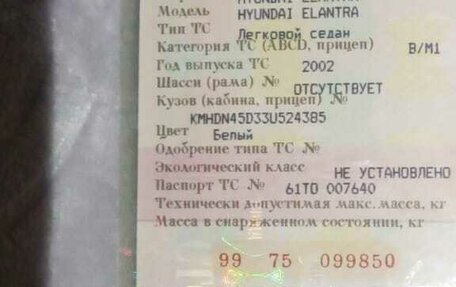 Модель HYUNDAI ELANTRA
Тип ТС Легковой седан
Категория ТС (ABCD, прицеп) B/M1
Год выпуска ТС 2002
Шасси (рама) № ОТСУТСТВУЕТ
Кузов (кабина, прицеп) №
KMHDN45D33U524385
Цвет Белый
Одобрение типа ТС №
Экологический класс НЕ УСТАНОВЛЕНО
Паспорт ТС № 61ТО 007640
Технически допустимая макс. масса, кг
Масса в снаряженном состоянии, кг
99 75 099850